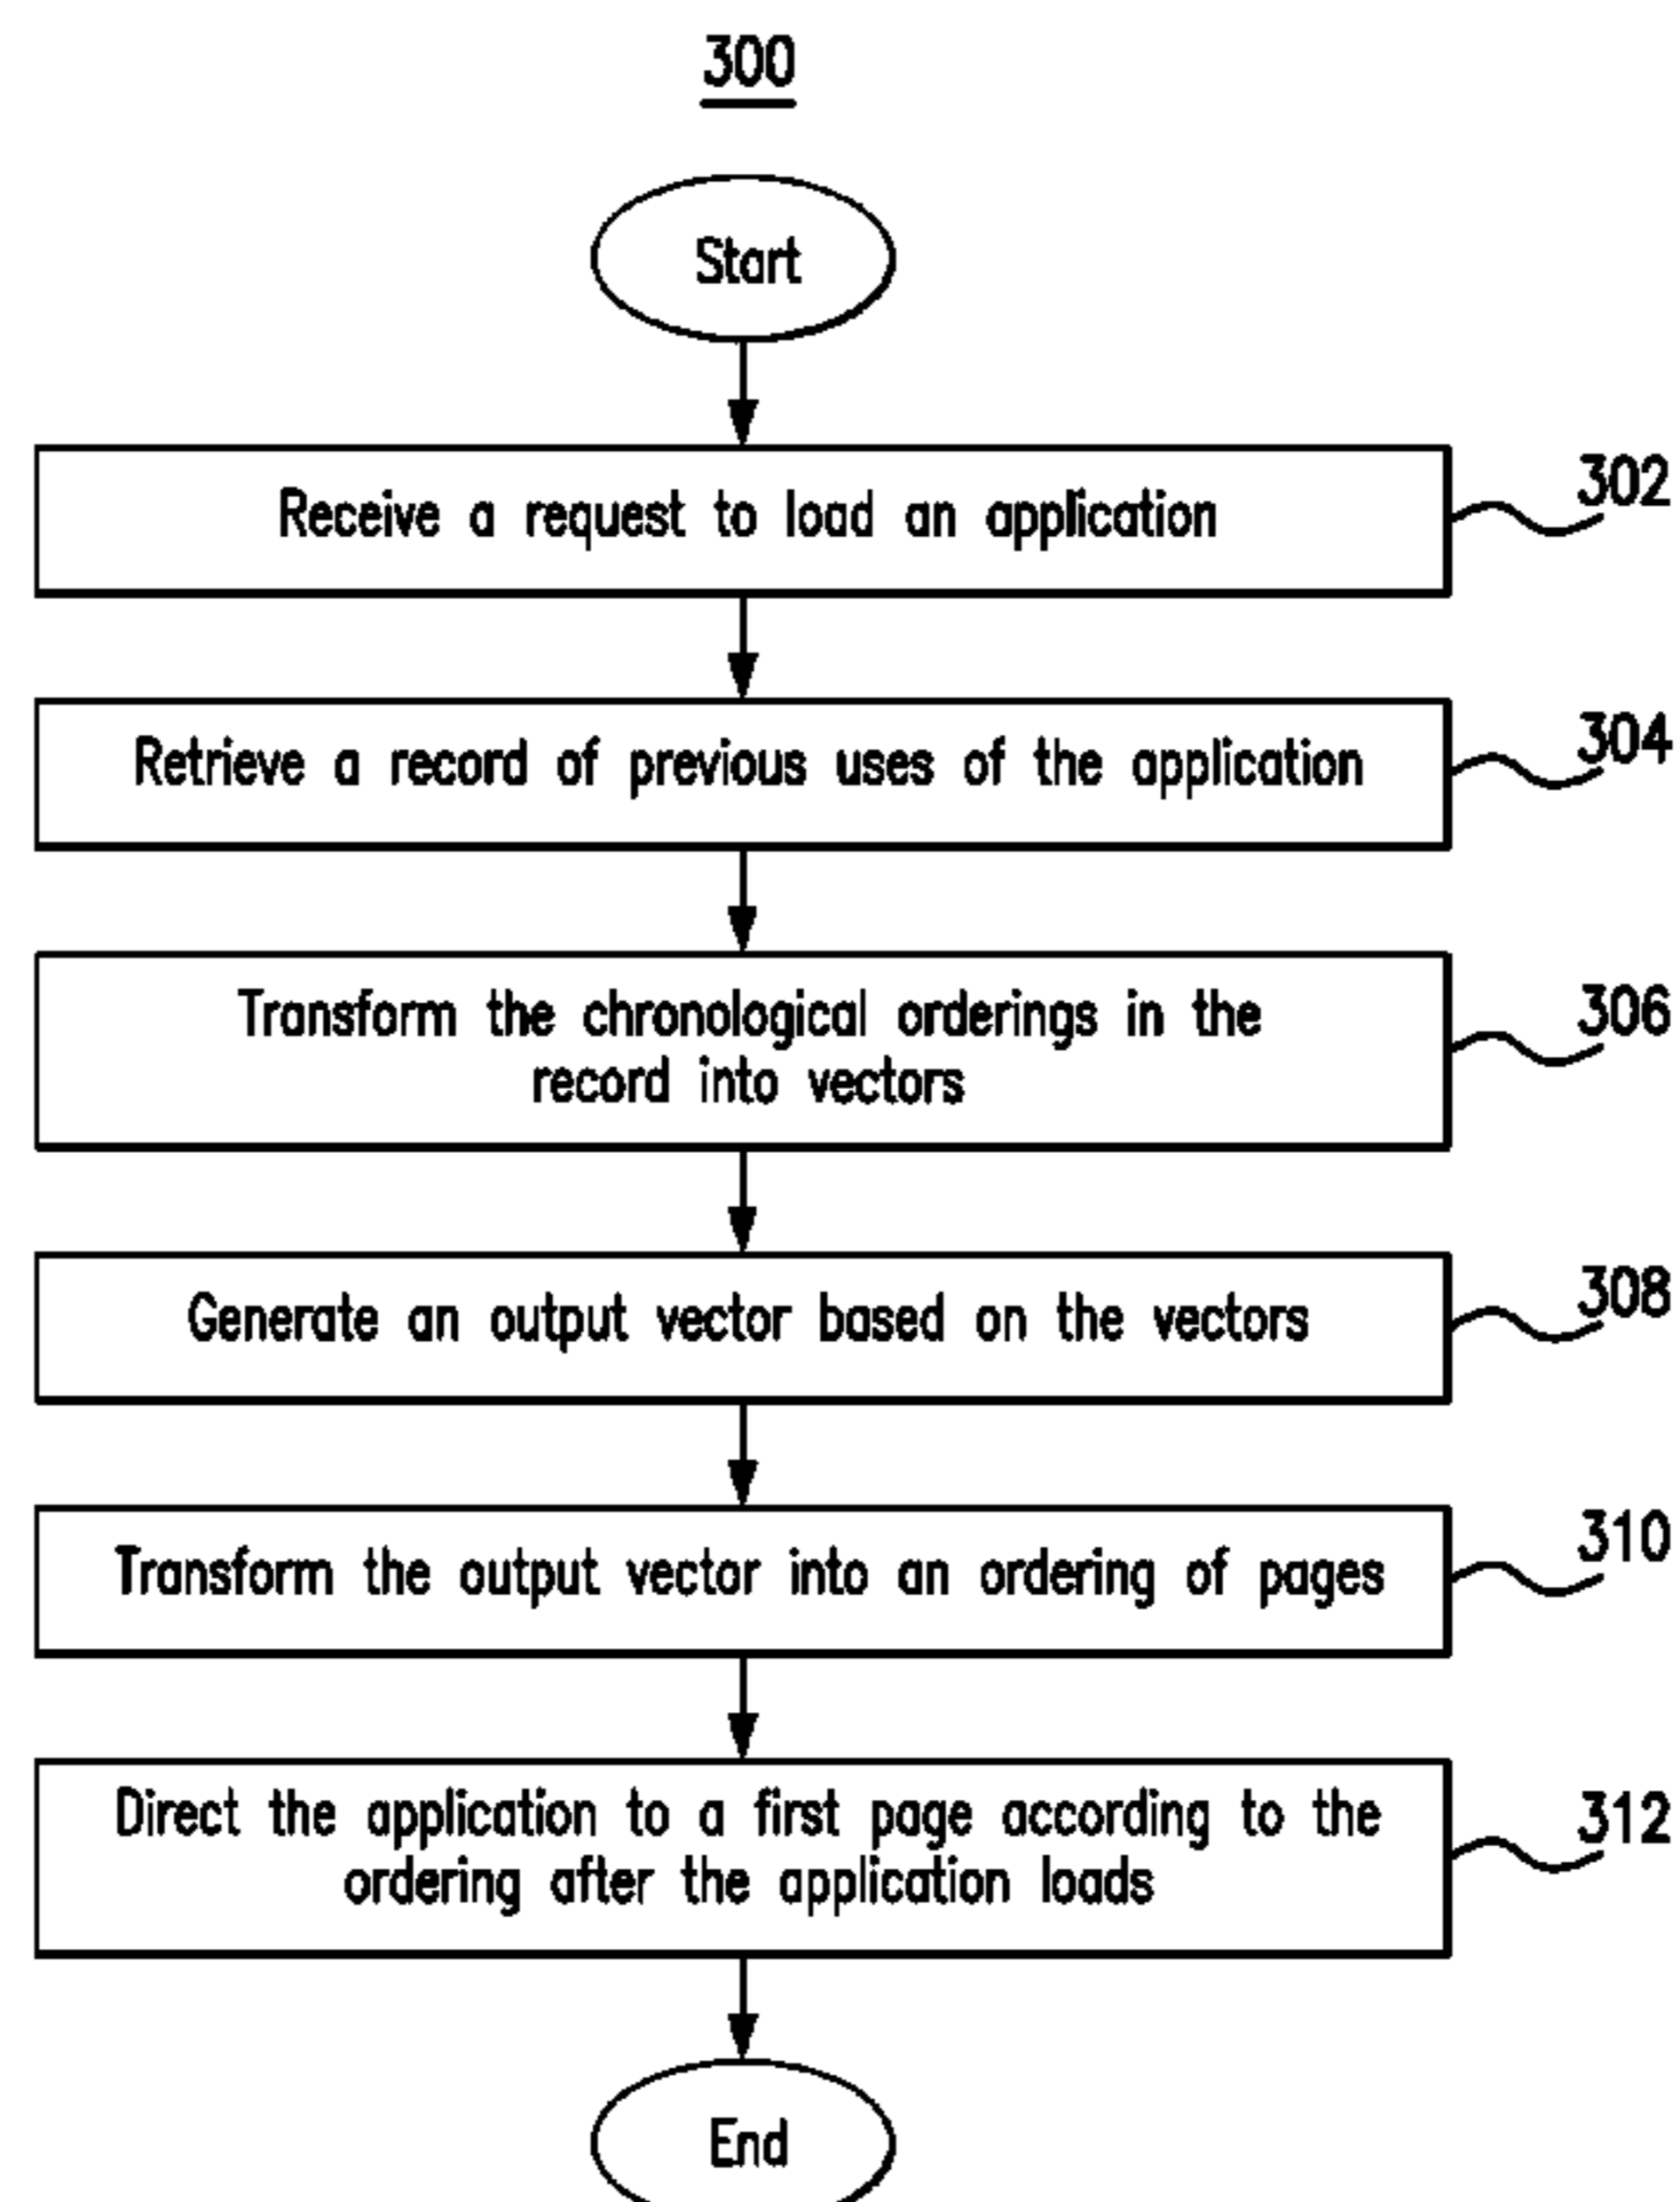 300
Start
Receive a request to load an application
302
Retrieve a record of previous uses of the application
304
Transform the chronological orderings in the
record into vectors
306
Generate an output vector based on the vectors
308
Transform the output vector into an ordering of pages
310
Direct the application to a first page according to the
ordering after the application loads
312
End